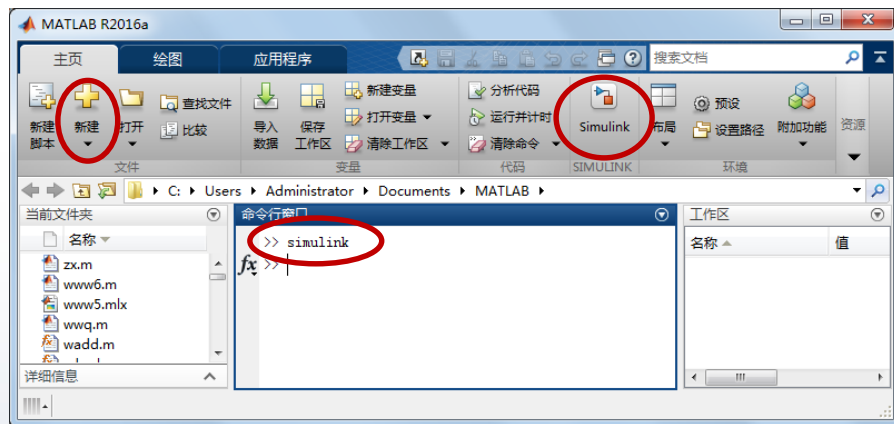 MATLAB R2016a
主页 绘图 应用程序 搜索文档
新建脚本 新建 打开 查找文件 比较
导入数据 保存工作区 新建变量 打开变量 清除工作区
分析代码 运行并计时 清除命令
Simulink
布局 预设 设置路径 附加功能 资源
文件 变量 代码 SIMULINK 环境
C: Users Administrator Documents MATLAB
当前文件夹 命令行窗口 工作区
名称
zx.m
www6.m
www5.mlx
wwq.m
wadd.m
详细信息
>> simulink
fx >>
名称 值